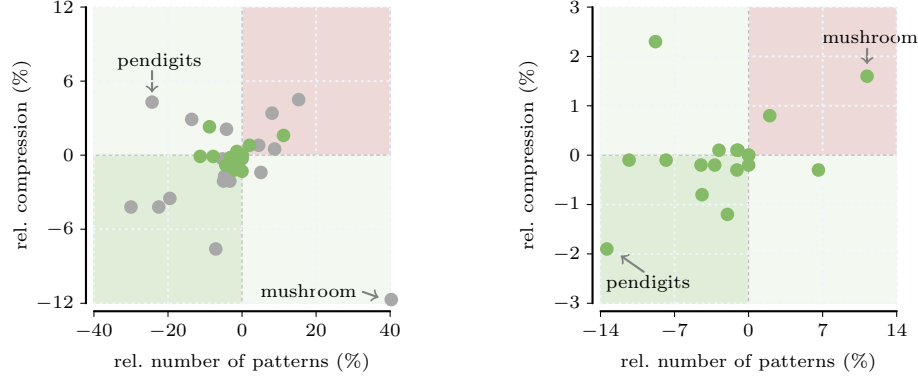 12
6
0
−6
−12
rel. compression (%)
pendigits
mushroom
−40
−20
0
20
40
rel. number of patterns (%)
3
2
1
0
−1
−2
−3
rel. compression (%)
mushroom
pendigits
−14
−7
0
7
14
rel. number of patterns (%)